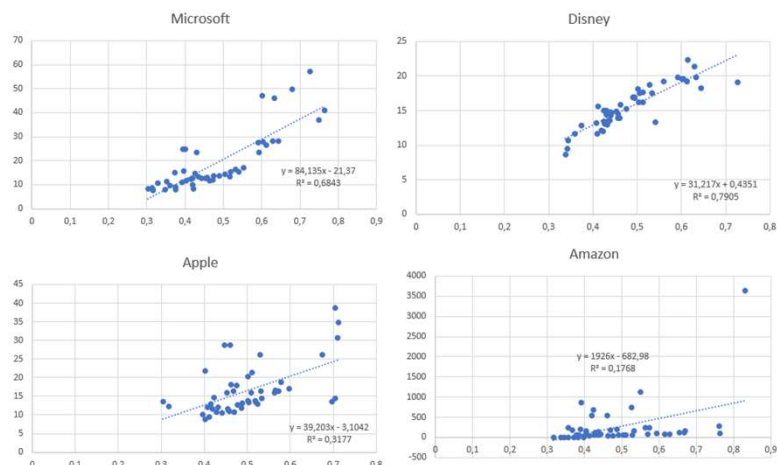 Microsoft
70
60
50
40
30
20
10
0
0 0,1 0,2 0,3 0,4 0,5 0,6 0,7 0,8 0,9
y = 84,135x - 21,37
R² = 0,6843
Disney
25
20
15
10
5
0
0 0,1 0,2 0,3 0,4 0,5 0,6 0,7 0,8
y = 31,217x + 0,4351
R² = 0,7905
Apple
45
40
35
30
25
20
15
10
5
0
0 0,1 0,2 0,3 0,4 0,5 0,6 0,7 0,8
y = 39,203x - 3,1042
R² = 0,3177
Amazon
4000
3500
3000
2500
2000
1500
1000
500
0
-500
0 0,1 0,2 0,3 0,4 0,5 0,6 0,7 0,8 0,9
y = 1926x - 682,98
R² = 0,1768